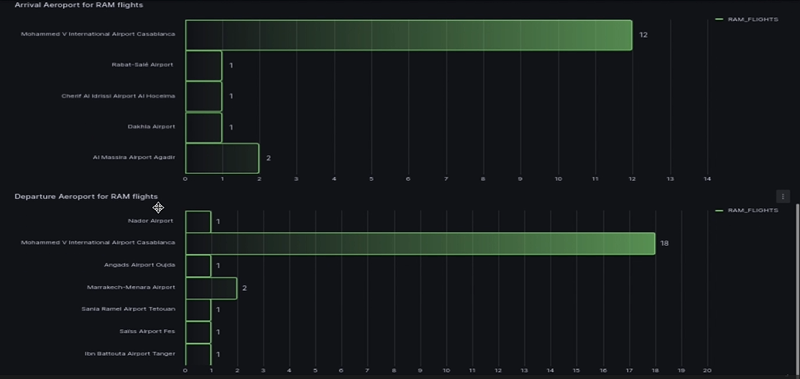 Arrival Aeroport for RAM flights
RAM_FLIGHTS
Mohammed V International Airport Casablanca
12
Rabat-Salé Airport
1
Cherif Al Idrissi Airport Al Hoceima
1
Dakhla Airport
1
Al Massira Airport Agadir
2
0 1 2 3 4 5 6 7 8 9 10 11 12 13 14
Departure Aeroport for RAM flights
RAM_FLIGHTS
Nador Airport
1
Mohammed V International Airport Casablanca
18
Angads Airport Oujda
1
Marrakech-Menara Airport
2
Sania Ramel Airport Tetouan
1
Saïss Airport Fes
1
Ibn Battouta Airport Tanger
1
0 1 2 3 4 5 6 7 8 9 10 11 12 13 14 15 16 17 18 19 20